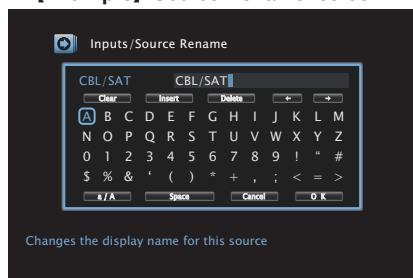 Inputs/Source Rename
CBL/SAT CBL/SAT
Clear Insert Delete ← →
A B C D E F G H I J K L M
N O P Q R S T U V W X Y Z
0 1 2 3 4 5 6 7 8 9 ! “ #
$ % & ‘ ( ) * + , ; < = >
a / A Space Cancel O K
Changes the display name for this source